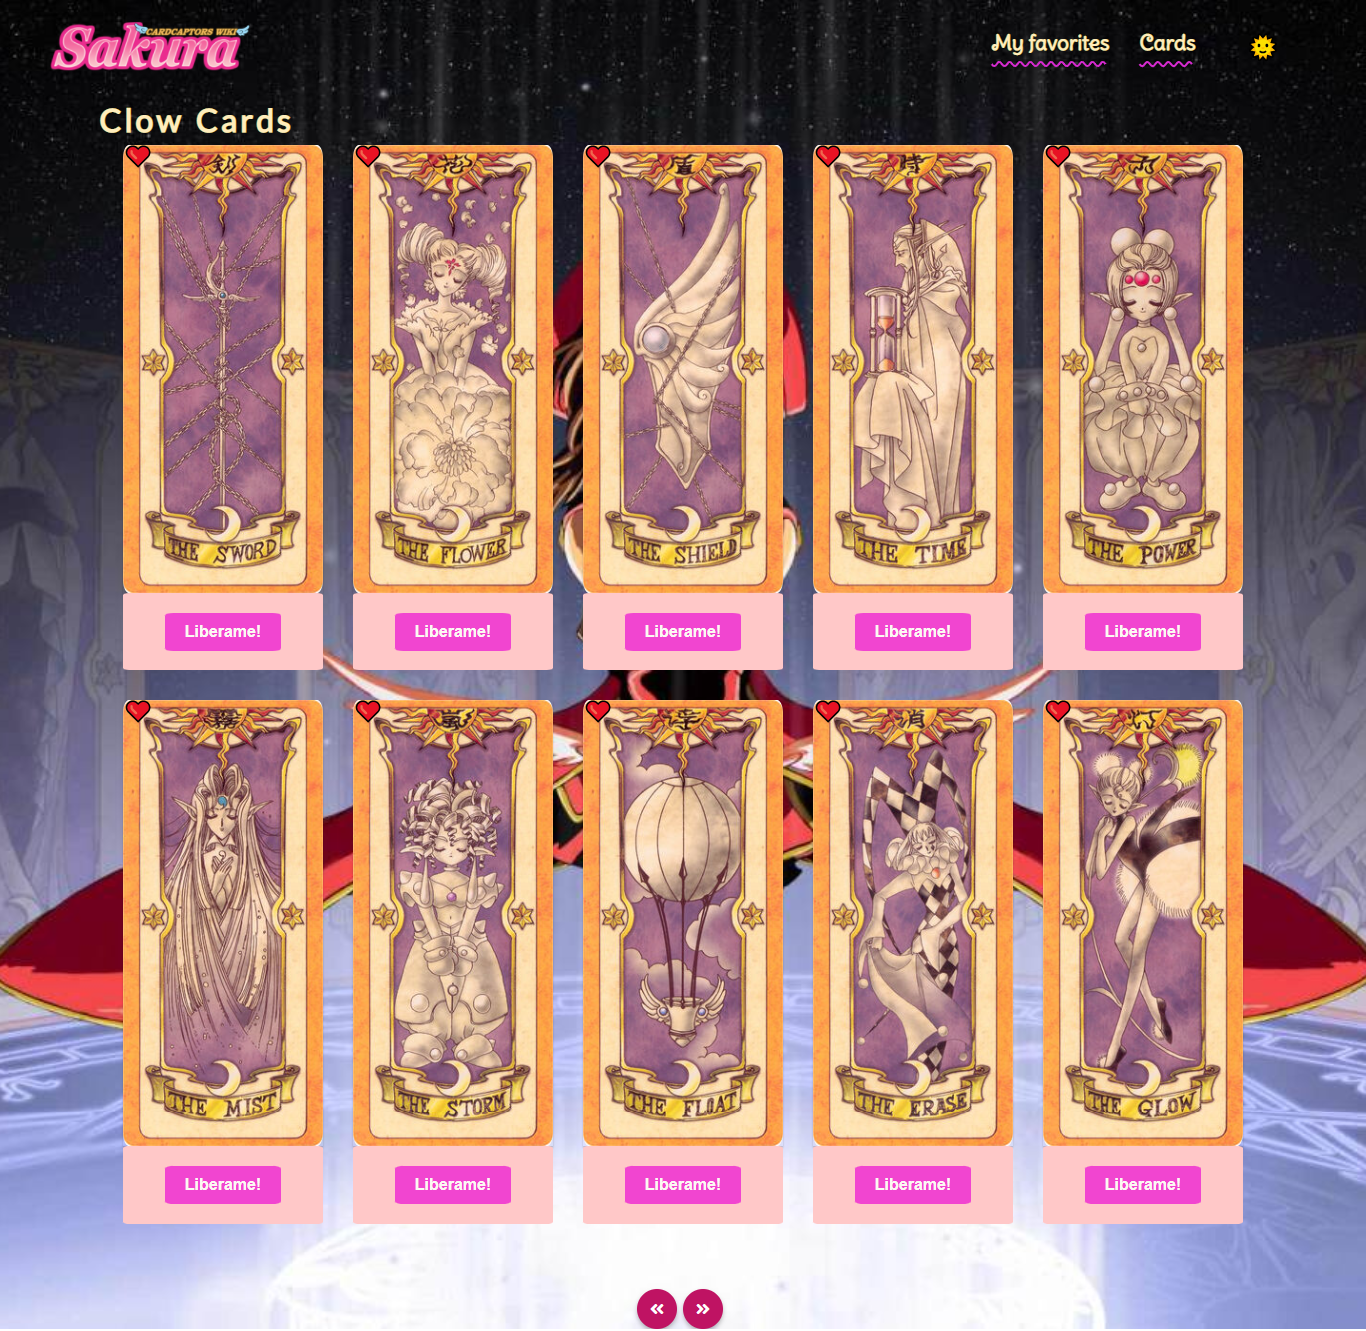 CARDCAPTORS WIKI
Sakura
My favorites
Cards
Clow Cards
剣
花
盾
時
力
THE SWORD
THE FLOWER
THE SHIELD
THE TIME
THE POWER
Liberame!
Liberame!
Liberame!
Liberame!
Liberame!
霧
嵐
浮
消
灯
THE MIST
THE STORM
THE FLOAT
THE ERASE
THE GLOW
Liberame!
Liberame!
Liberame!
Liberame!
Liberame!
«
»